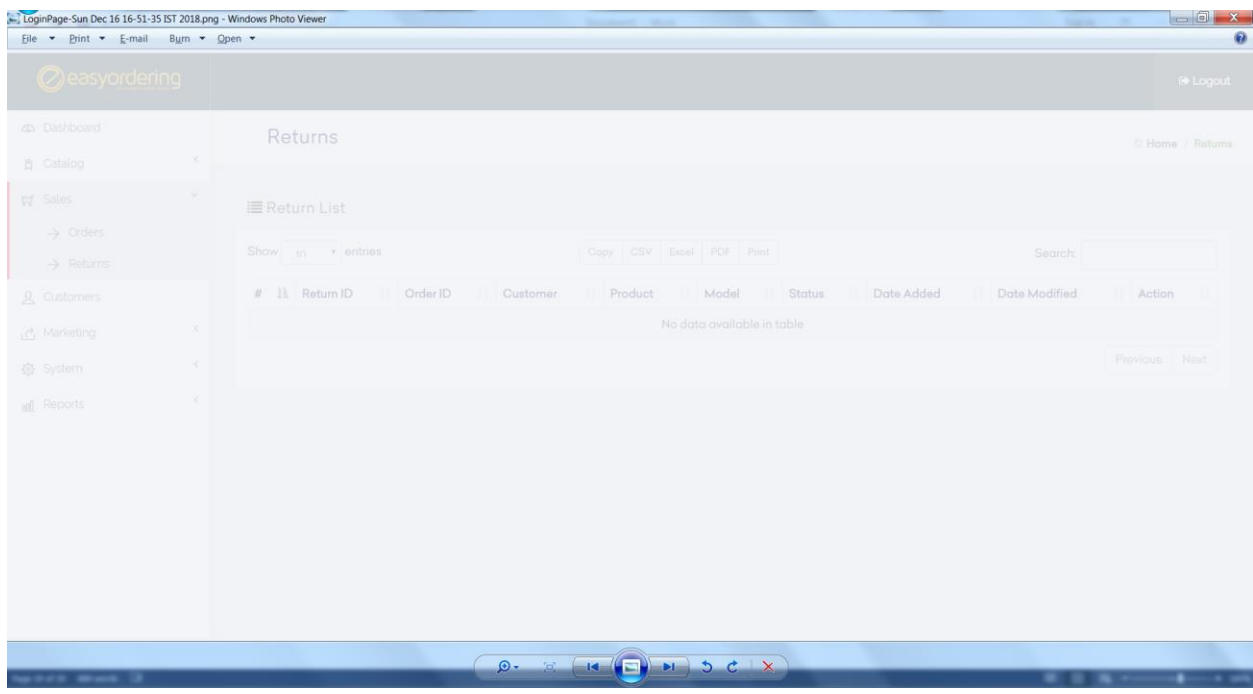 LoginPage-Sun Dec 16 16-51-35 IST 2018.png - Windows Photo Viewer
File Print E-mail Burn Open
easyordering
Logout
Dashboard
Returns
Home / Returns
Catalog
Sales
Return List
Orders
Show 10 entries Copy CSV Excel PDF Print Search:
Returns
# Return ID Order ID Customer Product Model Status Date Added Date Modified Action
Customers
No data available in table
Marketing
Previous Next
System
Reports